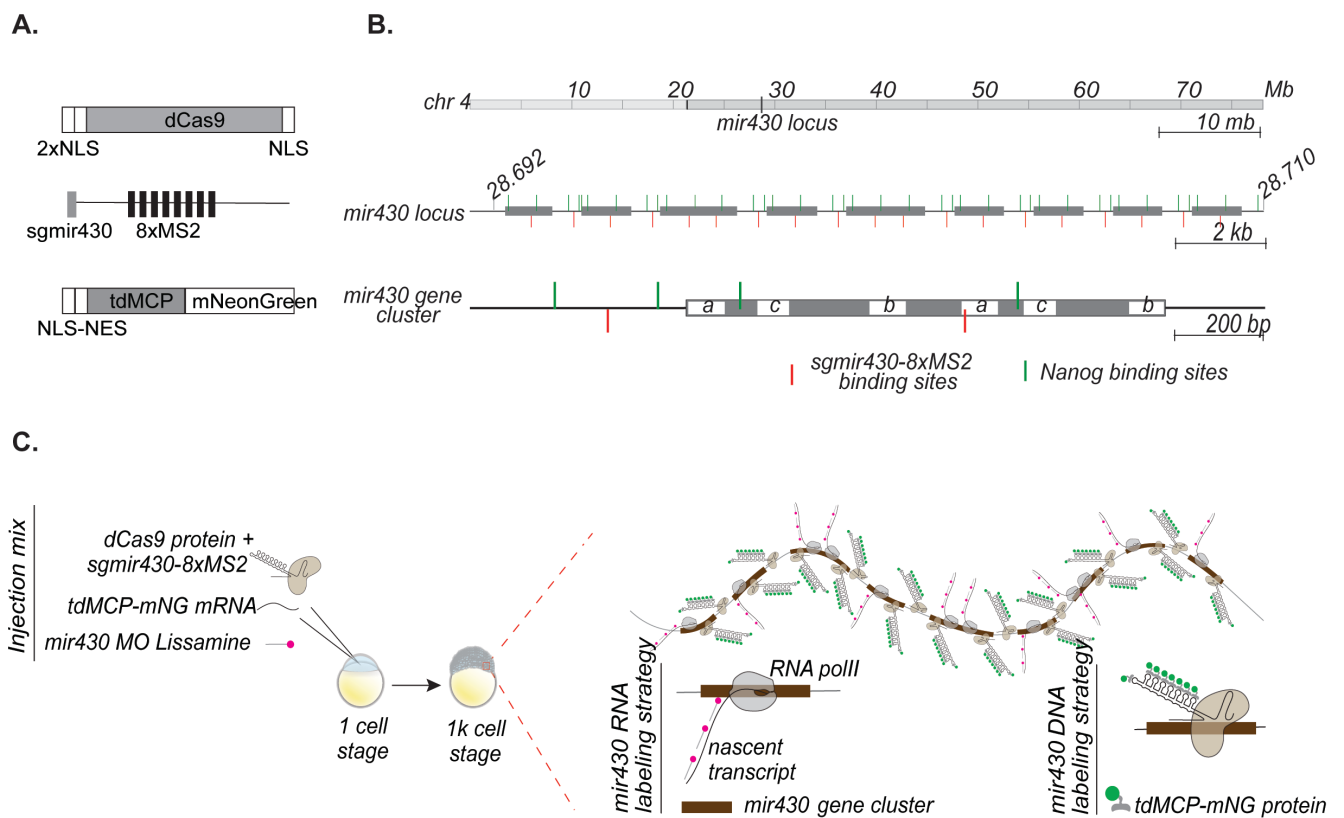 A.
dCas9
2xNLS NLS
sgmir430 8xMS2
tdMCP mNeonGreen
NLS-NES
B.
10 20 30 40 50 60 70 Mb
chr 4
mir430 locus
10 mb
28.692 28.710
mir430 locus
2 kb
mir430 gene
cluster
a c b a c b
200 bp
sgmir430-8xMS2
binding sites
Nanog binding sites
C.
Injection mix
dCas9 protein +
sgmir430-8xMS2
tdMCP-mNG mRNA
mir430 MO Lissamine
1 cell
stage
1k cell
stage
mir430 RNA
labeling strategy
RNA polII
nascent
transcript
mir430 gene cluster
mir430 DNA
labeling strategy
tdMCP-mNG protein